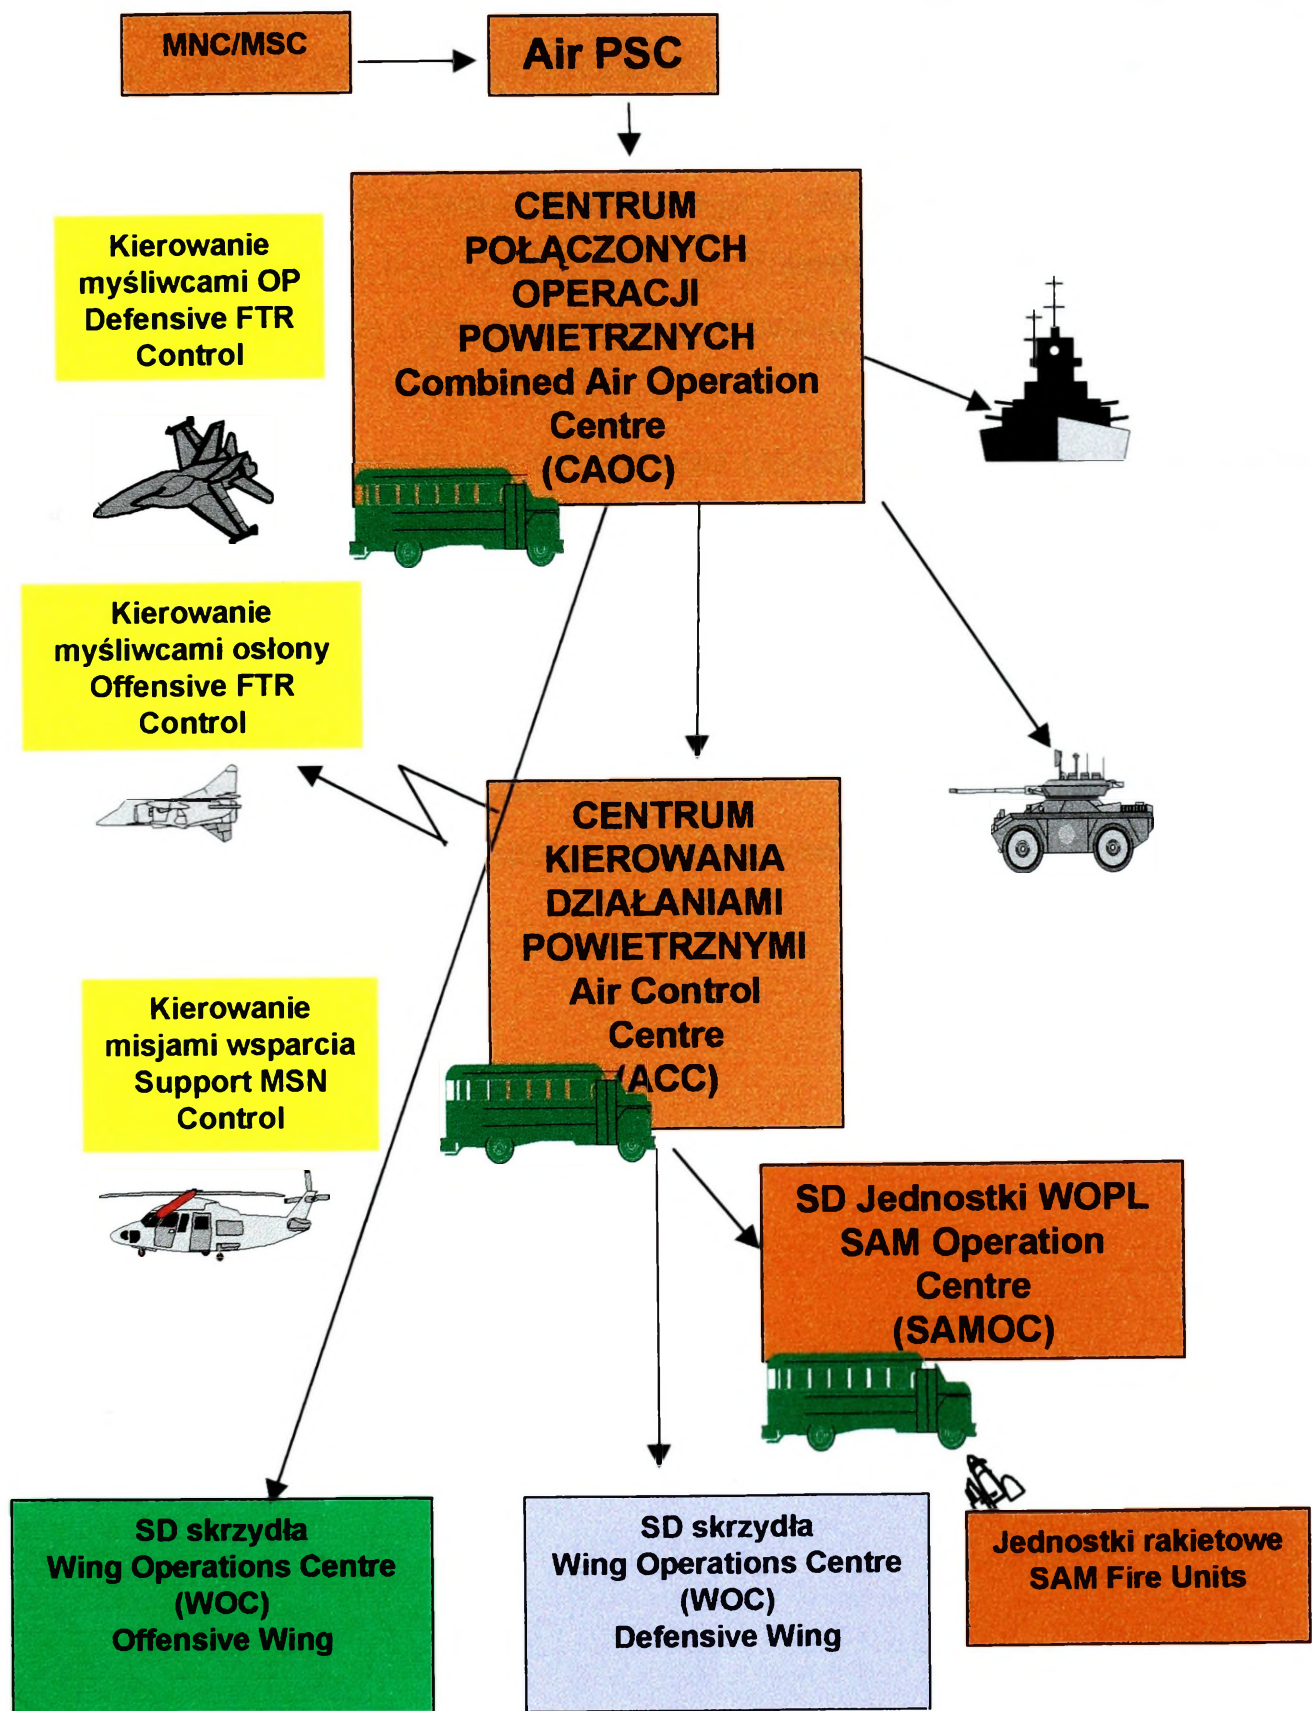 MNC/MSC
Air PSC
CENTRUM
POŁĄCZONYCH
OPERACJI
POWIETRZNYCH
Combined Air Operation
Centre
(CAOC)
Kierowanie
myśliwcami OP
Defensive FTR
Control
Kierowanie
myśliwcami osłony
Offensive FTR
Control
CENTRUM
KIEROWANIA
DZIAŁANIAMI
POWIETRZNYMI
Air Control
Centre
(ACC)
Kierowanie
misjami wsparcia
Support MSN
Control
SD Jednostki WOPL
SAM Operation
Centre
(SAMOC)
SD skrzydła
Wing Operations Centre
(WOC)
Offensive Wing
SD skrzydła
Wing Operations Centre
(WOC)
Defensive Wing
Jednostki rakietowe
SAM Fire Units